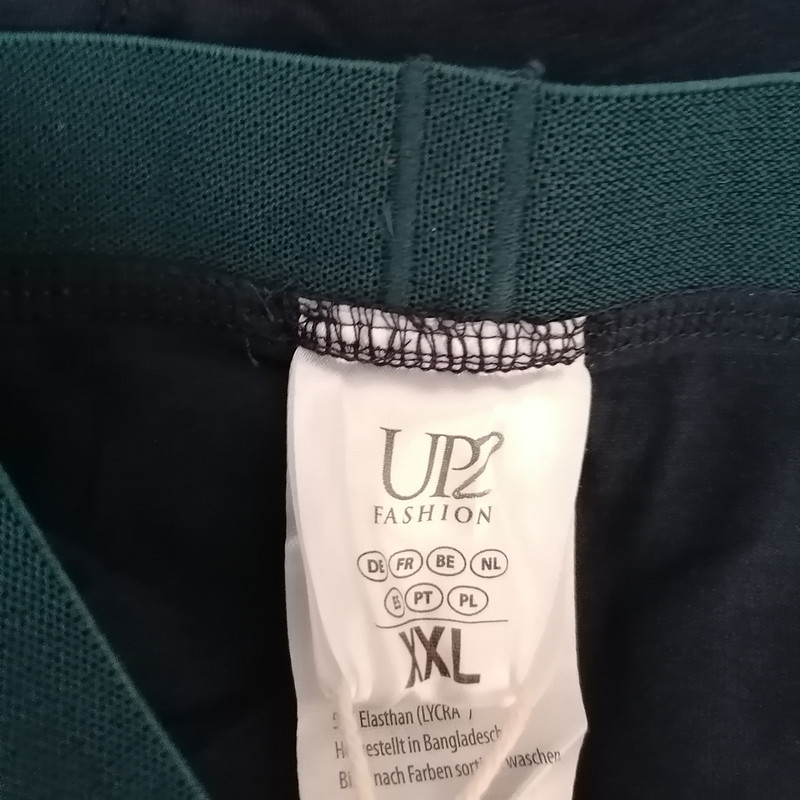 UP2
FASHION
DE FR BE NL
ES PT PL
XXL
Elasthan (LYCRA
in Bangladesch
nach Farben waschen